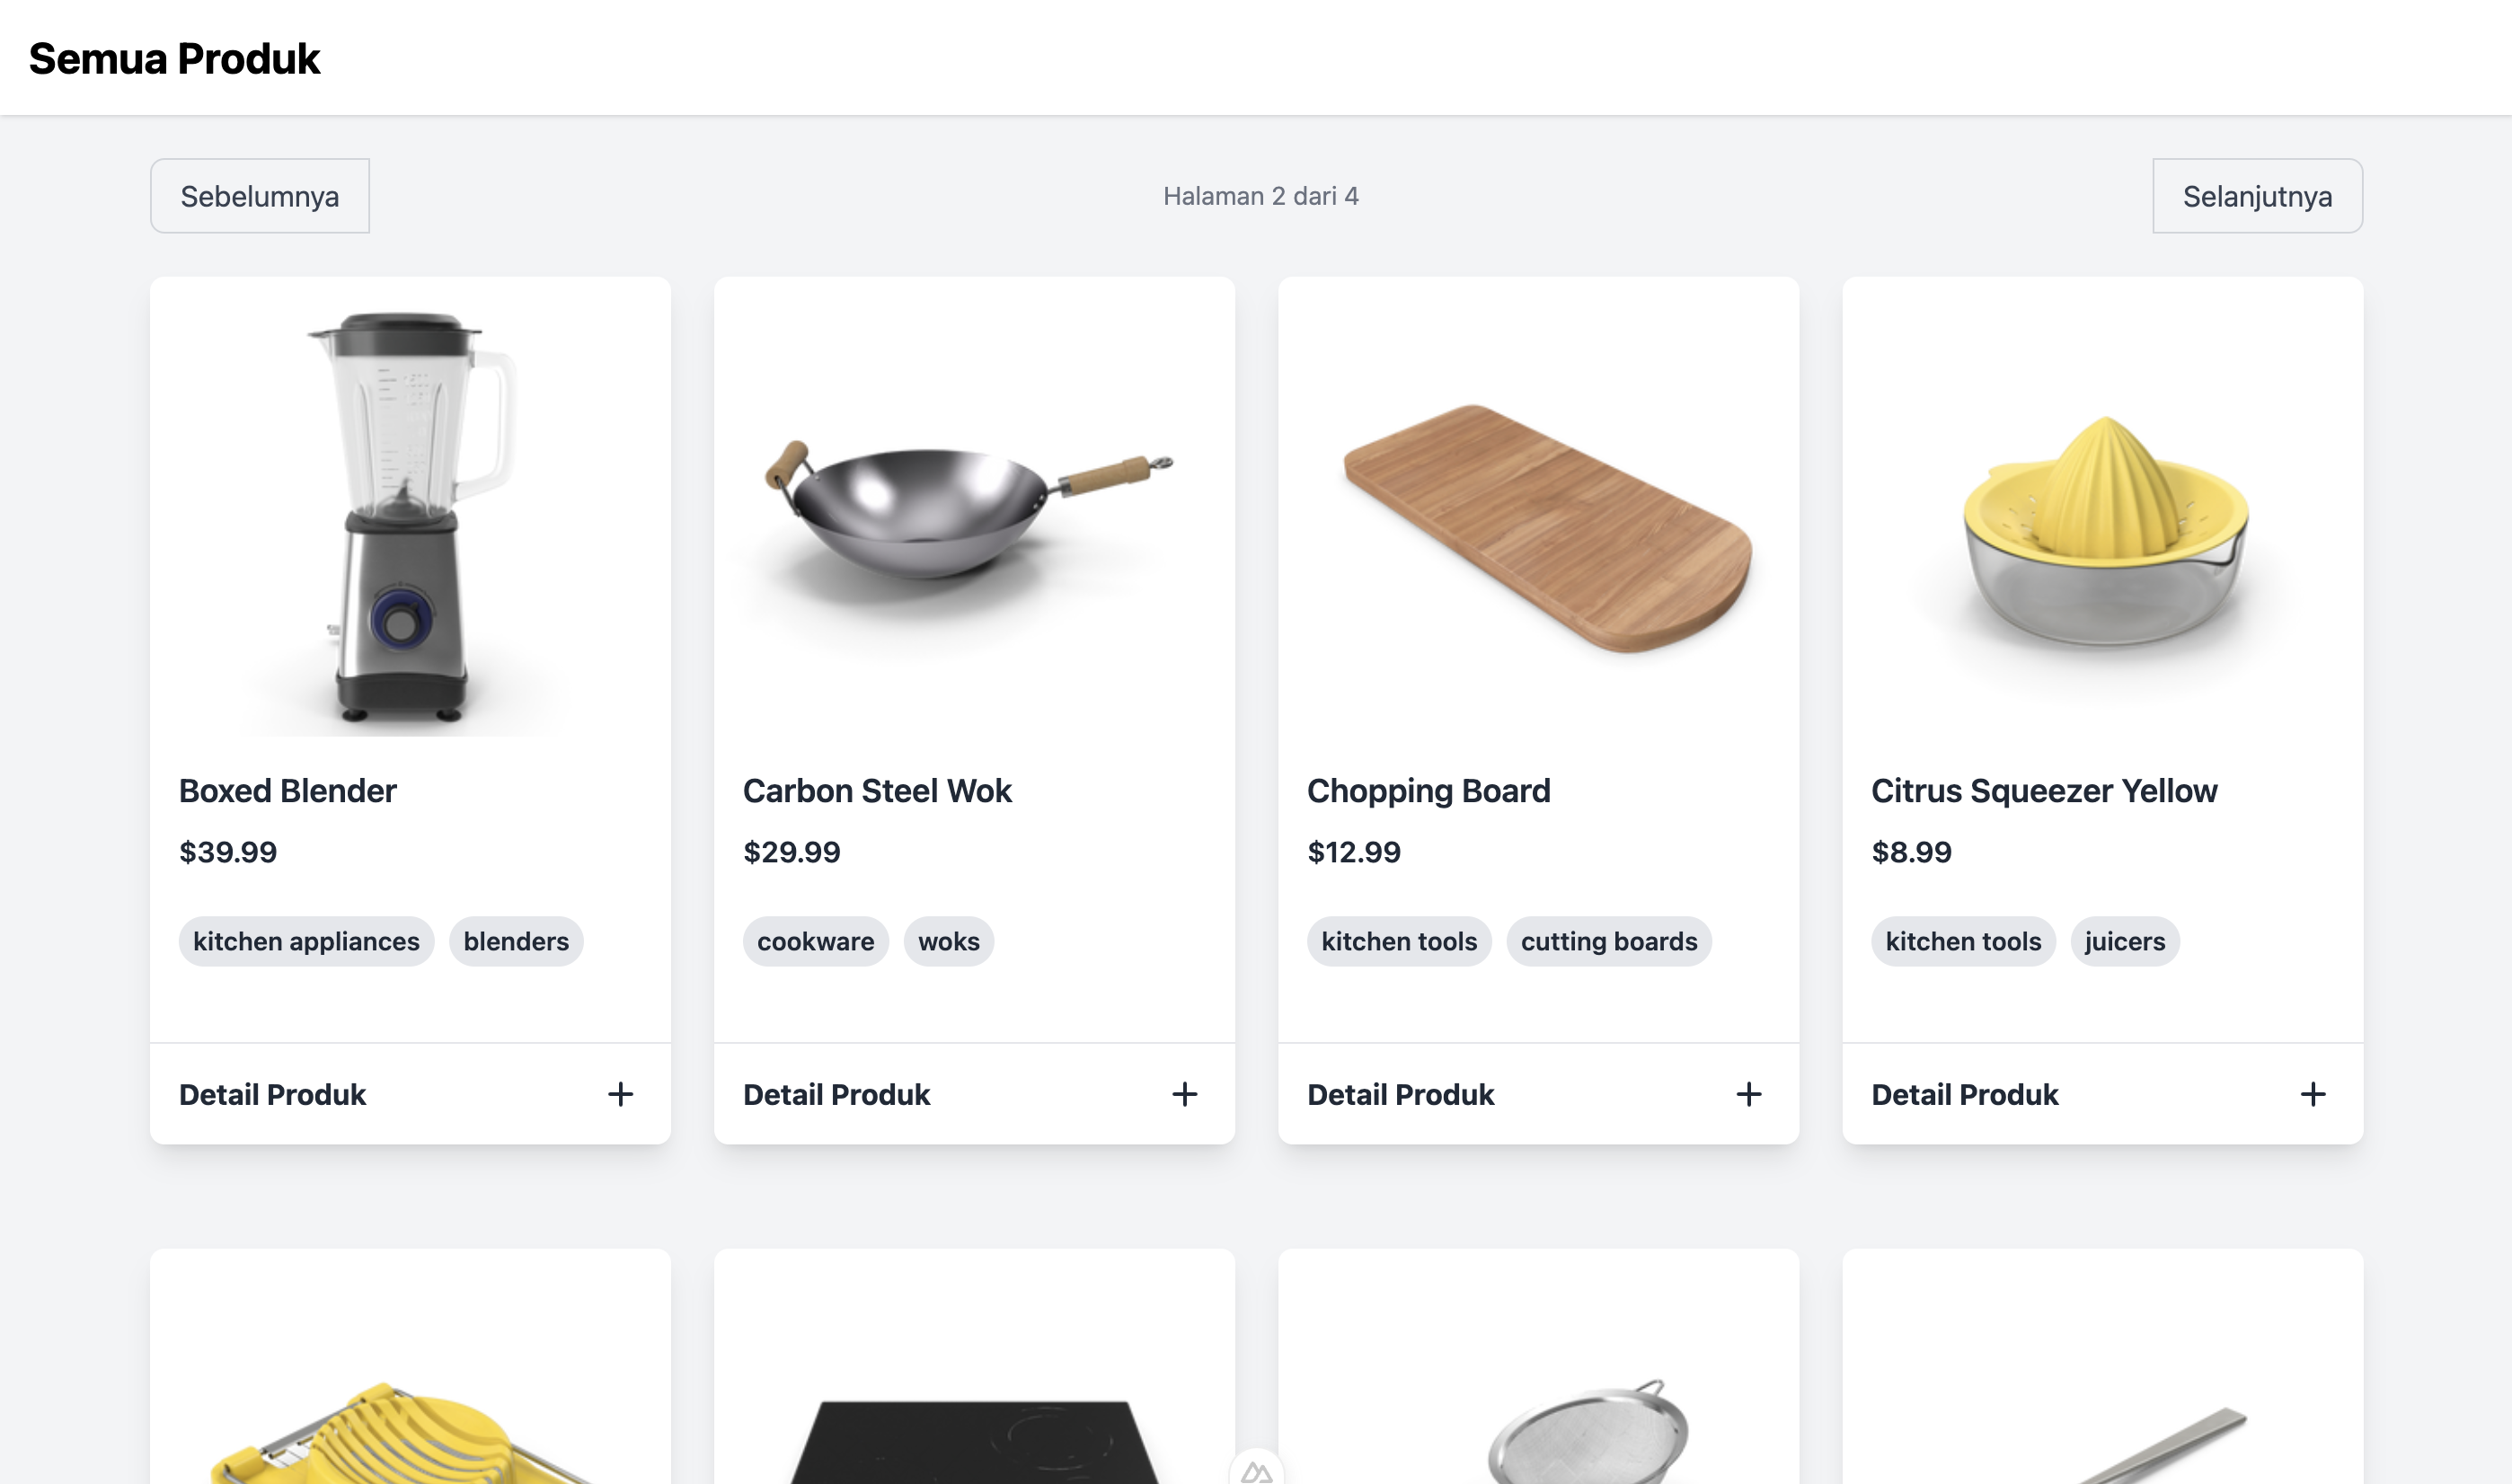 Semua Produk
Sebelumnya
Halaman 2 dari 4
Selanjutnya
Boxed Blender
$39.99
kitchen appliances
blenders
Detail Produk
Carbon Steel Wok
$29.99
cookware
woks
Detail Produk
Chopping Board
$12.99
kitchen tools
cutting boards
Detail Produk
Citrus Squeezer Yellow
$8.99
kitchen tools
juicers
Detail Produk